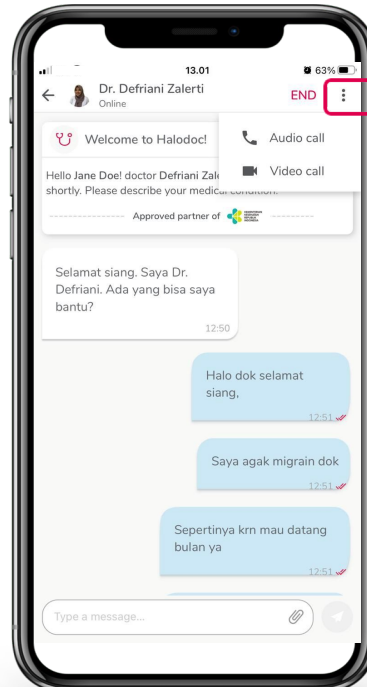 13.01
63%
Dr. Defriani Zalerti
Online
END
Audio call
Video call
Welcome to Halodoc!
Hello Jane Doe! doctor Defriani Zale
shortly. Please describe your medical condition.
Approved partner of
Selamat siang. Saya Dr.
Defriani. Ada yang bisa saya
bantu?
12:50
Halo dok selamat
siang,
12:51
Saya agak migrain dok
12:51
Sepertinya krn mau datang
bulan ya
12:51
Type a message...